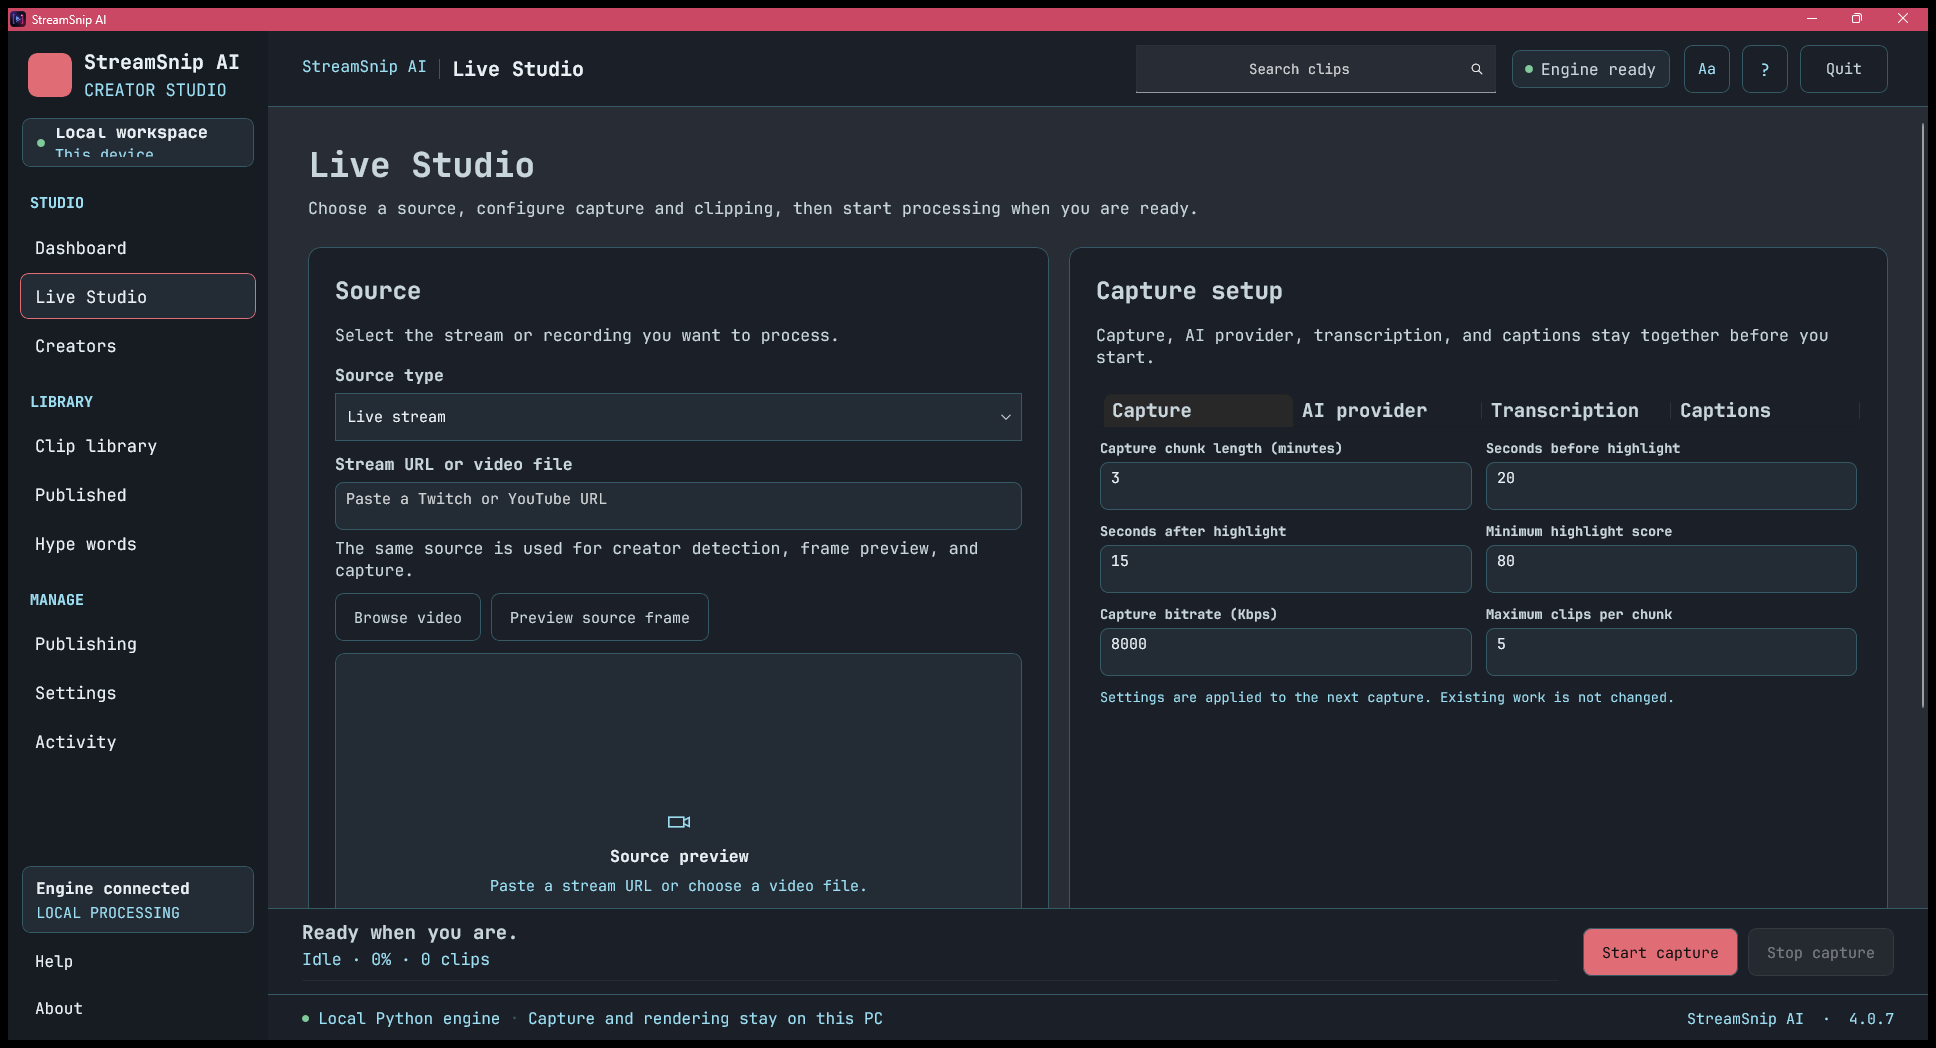 StreamSnip AI
StreamSnip AI
CREATOR STUDIO
Local workspace
This device
STUDIO
Dashboard
Live Studio
Creators
LIBRARY
Clip library
Published
Hype words
MANAGE
Publishing
Settings
Activity
Engine connected
LOCAL PROCESSING
Help
About
StreamSnip AI | Live Studio
Search clips
Engine ready
Aa
?
Quit
Live Studio
Choose a source, configure capture and clipping, then start processing when you are ready.
Source
Select the stream or recording you want to process.
Source type
Live stream
Stream URL or video file
Paste a Twitch or YouTube URL
The same source is used for creator detection, frame preview, and
capture.
Browse video
Preview source frame
Source preview
Paste a stream URL or choose a video file.
Capture setup
Capture, AI provider, transcription, and captions stay together before you
start.
Capture
AI provider
Transcription
Captions
Capture chunk length (minutes)
3
Seconds before highlight
20
Seconds after highlight
15
Minimum highlight score
80
Capture bitrate (Kbps)
8000
Maximum clips per chunk
5
Settings are applied to the next capture. Existing work is not changed.
Ready when you are.
Idle · 0% · 0 clips
Start capture
Stop capture
Local Python engine · Capture and rendering stay on this PC
StreamSnip AI · 4.0.7